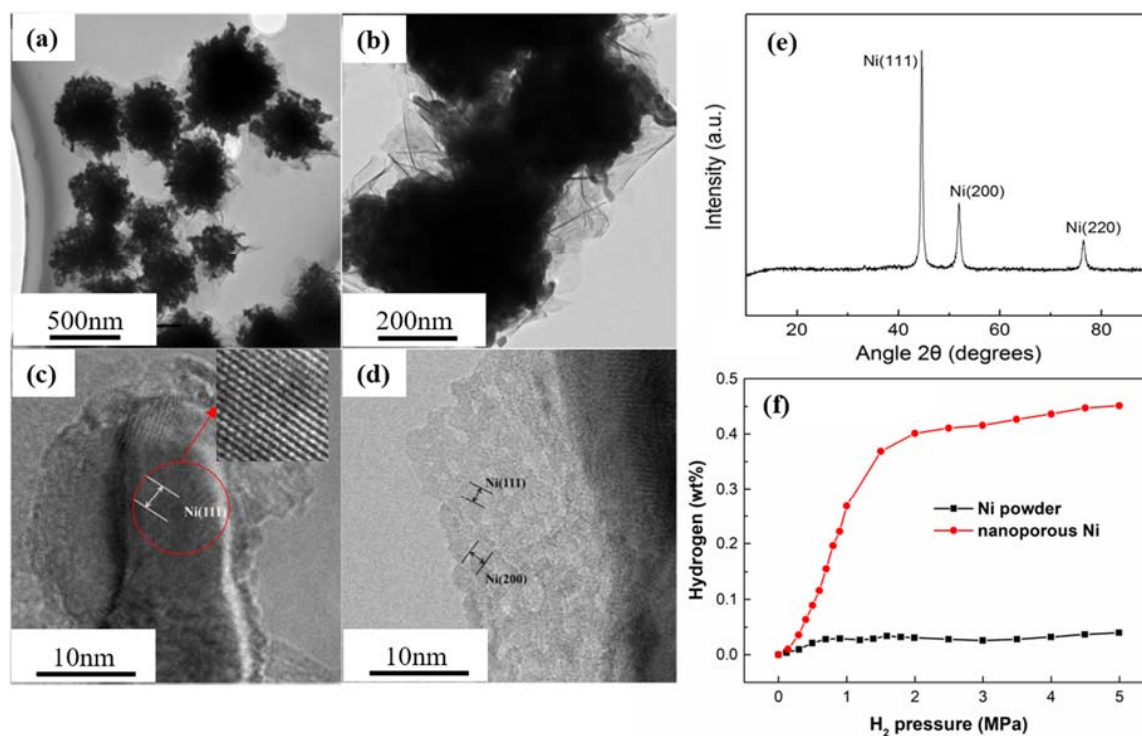 (a)
500nm
(b)
200nm
(c)
Ni(111)
10nm
(d)
Ni(111)
Ni(200)
10nm
(e)
Ni(111)
Ni(200)
Ni(220)
Intensity (a.u.)
20 40 60 80
Angle 2θ (degrees)
(f)
0.5
0.4
0.3
0.2
0.1
0.0
Hydrogen (wt%)
Ni powder
nanoporous Ni
0 1 2 3 4 5
H₂ pressure (MPa)